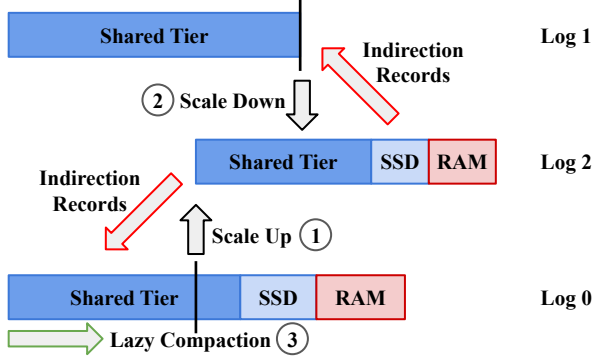 Shared Tier
Log 1
Indirection
Records
2 Scale Down
Shared Tier SSD RAM
Log 2
Indirection
Records
Scale Up 1
Shared Tier SSD RAM
Log 0
Lazy Compaction 3